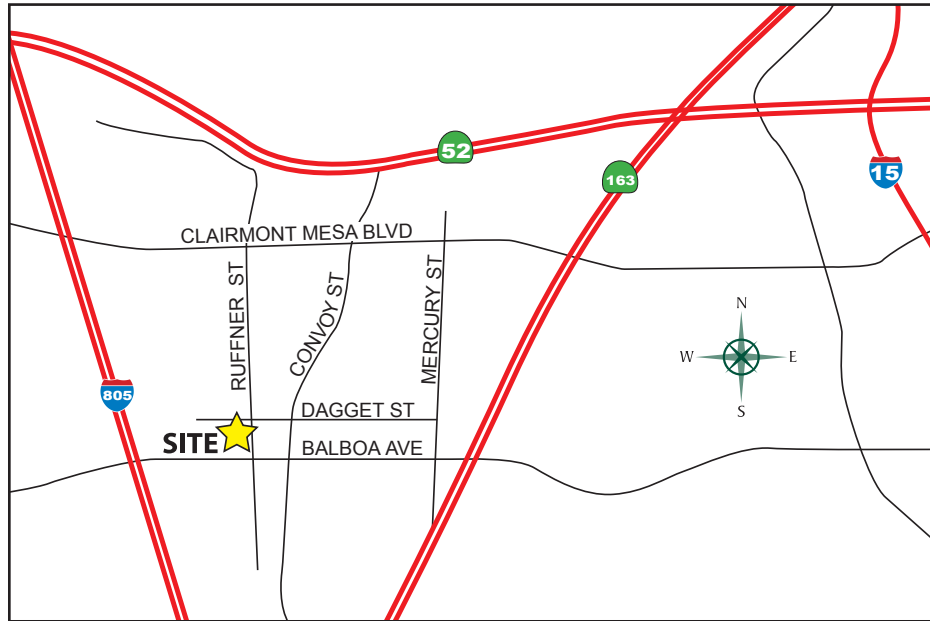 52
163
15
CLAIRMONT MESA BLVD
RUFFNER ST
CONVOY ST
MERCURY ST
N
W
E
S
805
DAGGET ST
SITE
BALBOA AVE